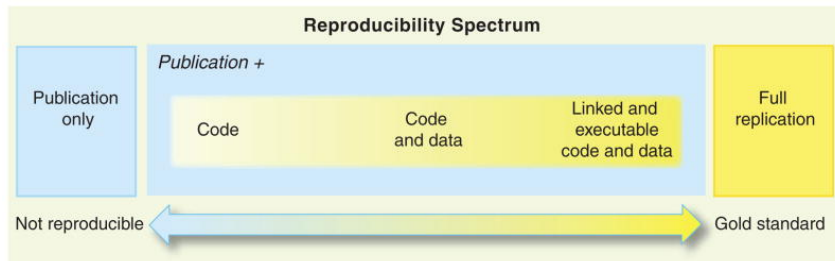 Reproducibility Spectrum
Publication
only
Publication +
Code
Code
and data
Linked and
executable
code and data
Full
replication
Not reproducible
Gold standard